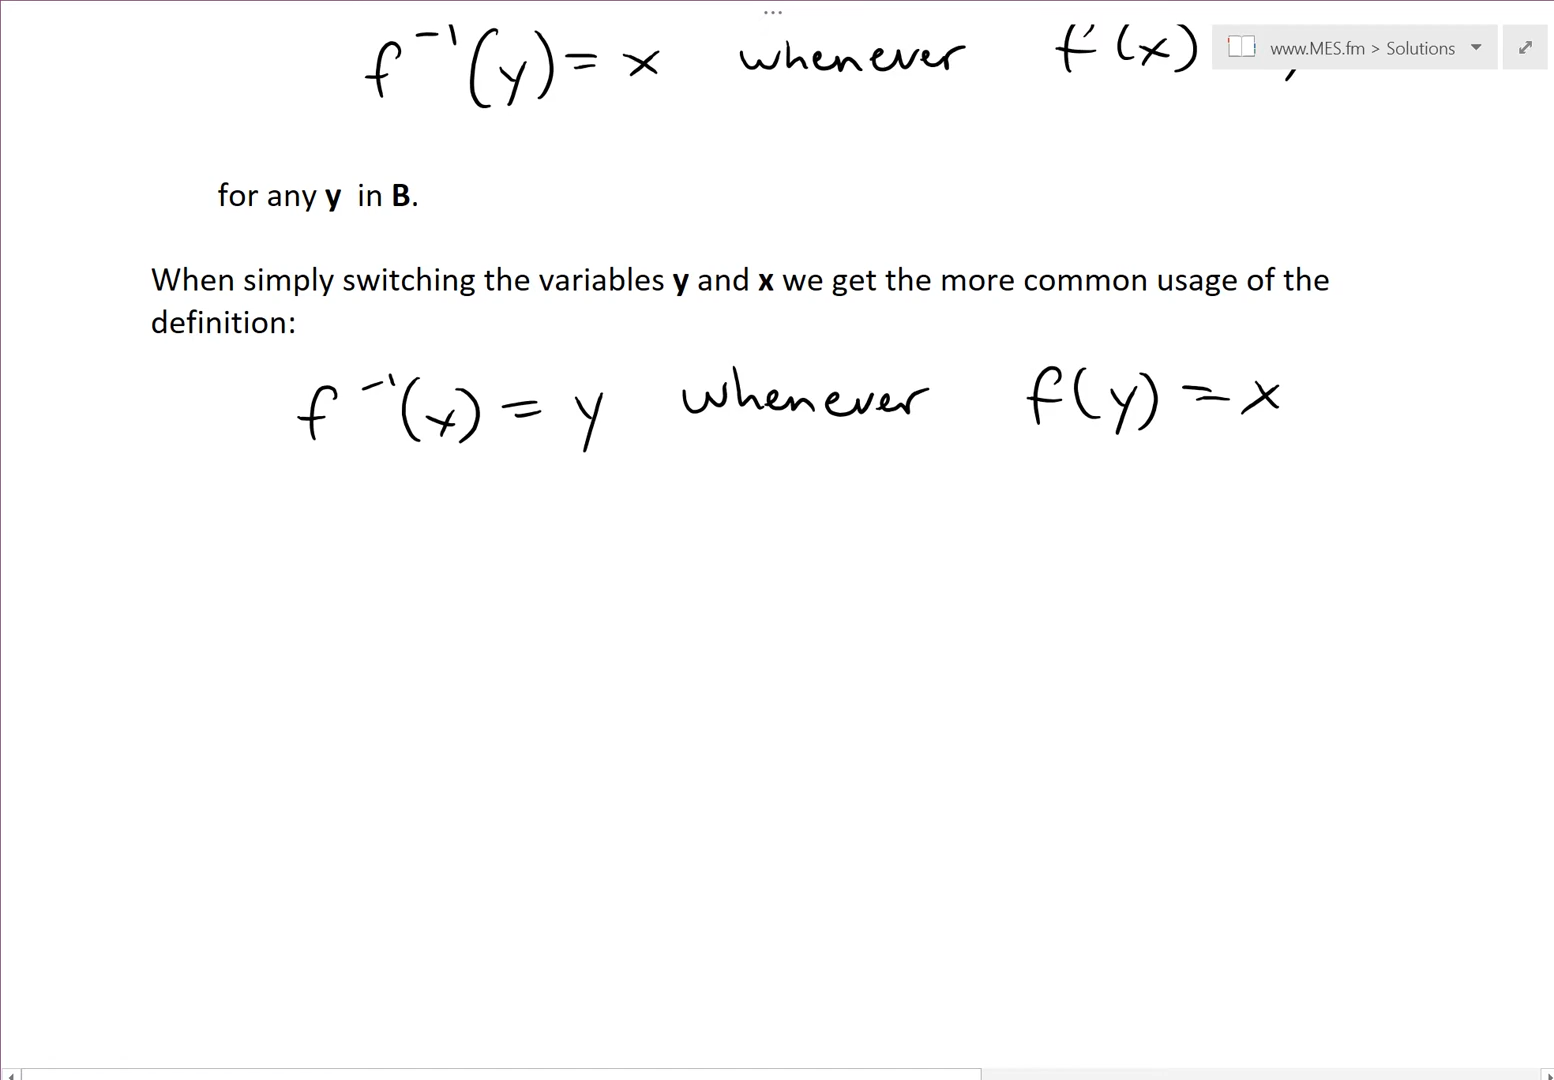 f⁻¹(y) = x whenever f(x)
www.MES.fm > Solutions
for any y in B.
When simply switching the variables y and x we get the more common usage of the
definition:
f⁻¹(x) = y whenever f(y) = x